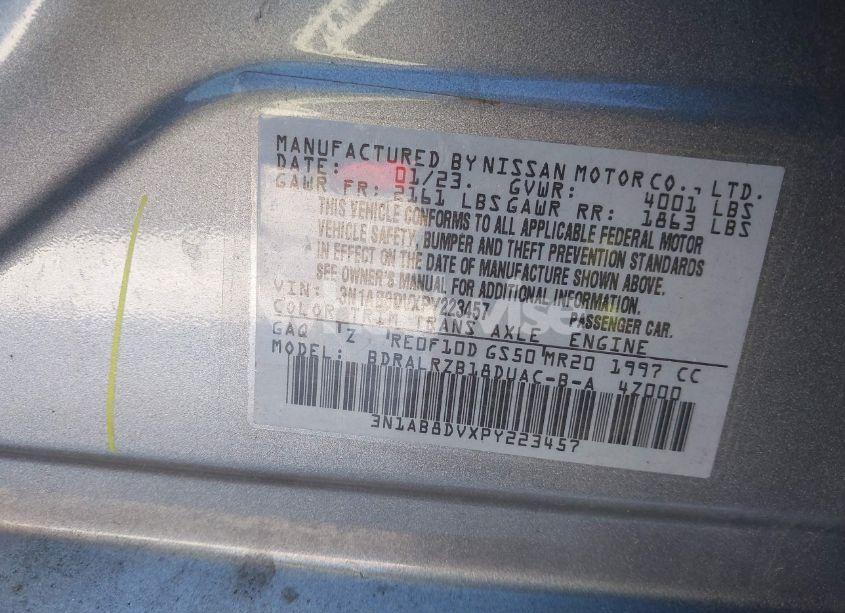 MANUFACTURED BY NISSAN MOTOR CO., LTD.
DATE: 01/23. GVWR: 4001 LBS
GAWR FR: 2161 LBS GAWR RR: 1863 LBS
THIS VEHICLE CONFORMS TO ALL APPLICABLE FEDERAL MOTOR
VEHICLE SAFETY, BUMPER AND THEFT PREVENTION STANDARDS
IN EFFECT ON THE DATE OF MANUFACTURE SHOWN ABOVE.
SEE OWNER'S MANUAL FOR ADDITIONAL INFORMATION.
VIN: 3N1AB8DVXPY223457 PASSENGER CAR.
COLOR TRIM TRANS AXLE ENGINE
GAQ Z RE0F10D GS50 MR20 1997 CC
MODEL: BDRALRZB18DUAC-B-A 4Z000
3N1AB8DVXPY223457